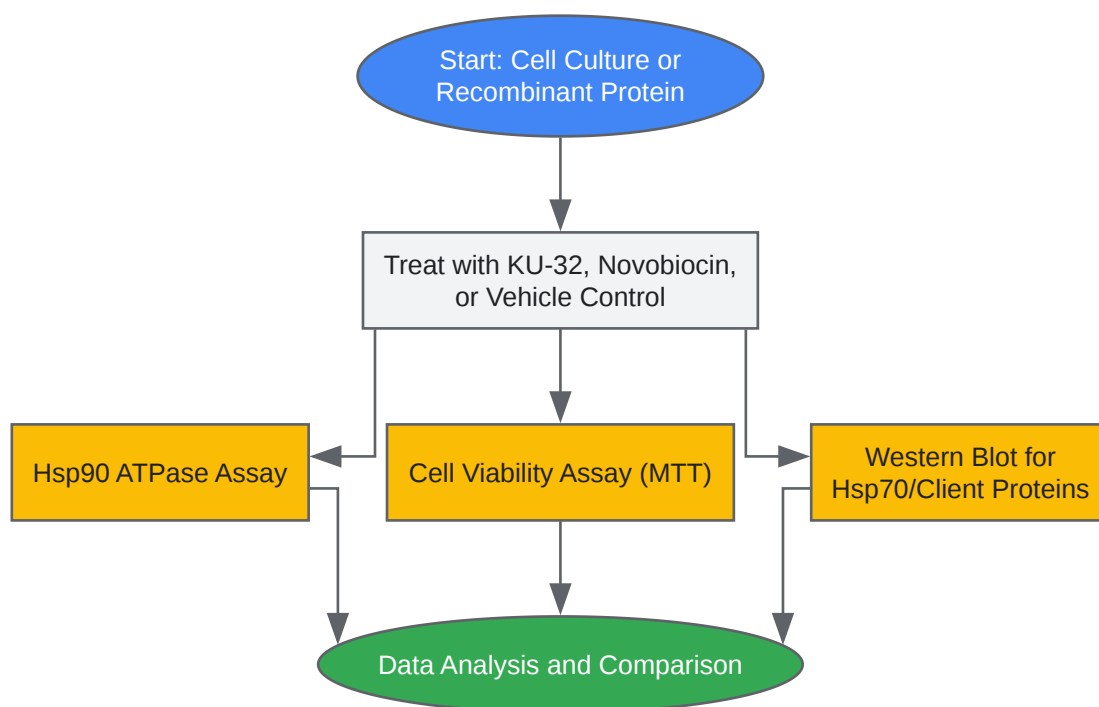 Start: Cell Culture or
Recombinant Protein
Treat with KU-32, Novobiocin,
or Vehicle Control
Hsp90 ATPase Assay
Cell Viability Assay (MTT)
Western Blot for
Hsp70/Client Proteins
Data Analysis and Comparison